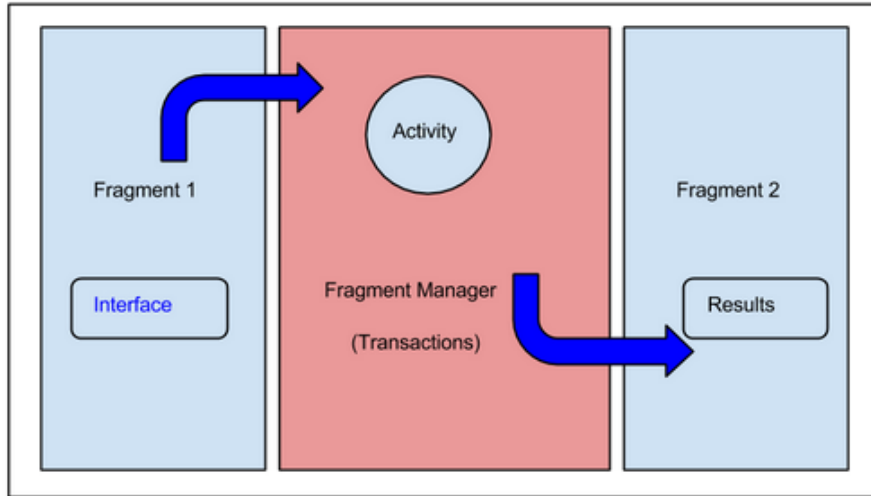 Activity
Fragment 1
Fragment 2
Interface
Fragment Manager
(Transactions)
Results